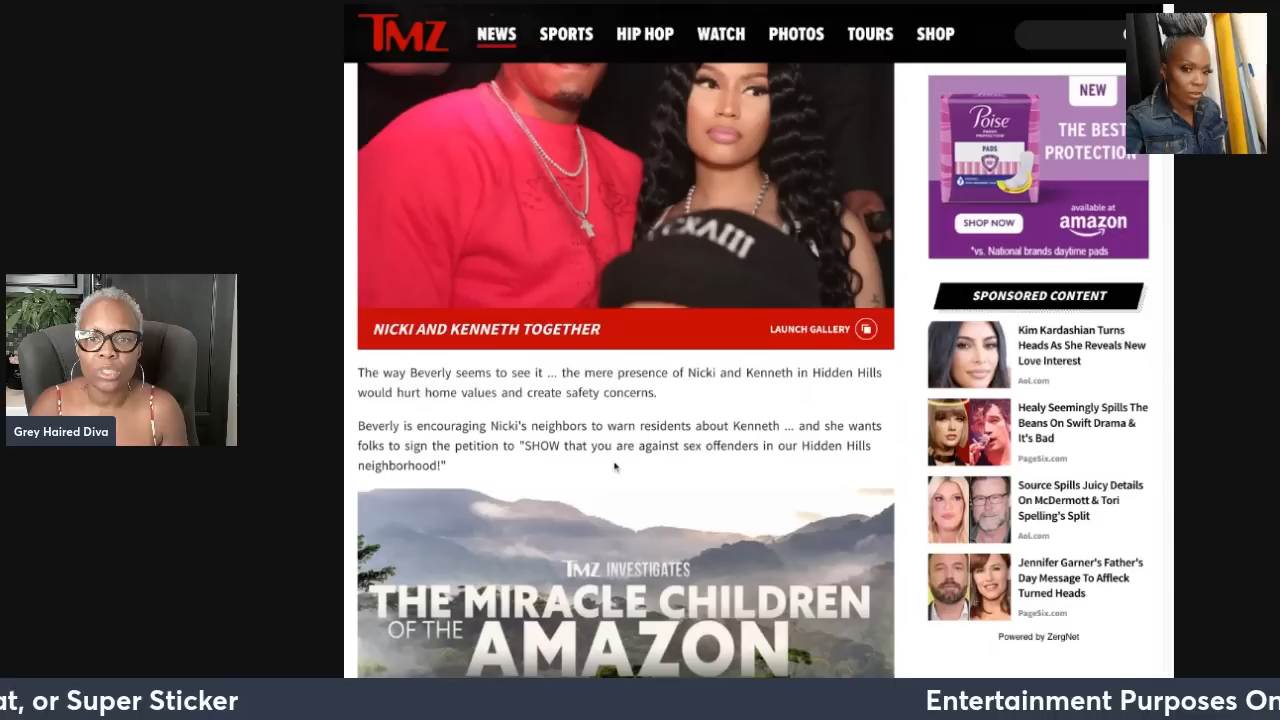 TMZ
NEWS SPORTS HIP HOP WATCH PHOTOS TOURS SHOP
XAIII
NICKI AND KENNETH TOGETHER
LAUNCH GALLERY
The way Beverly seems to see it ... the mere presence of Nicki and Kenneth in Hidden Hills
would hurt home values and create safety concerns.
Beverly is encouraging Nicki's neighbors to warn residents about Kenneth ... and she wants
folks to sign the petition to "SHOW that you are against sex offenders in our Hidden Hills
neighborhood!"
TMZ INVESTIGATES
THE MIRACLE CHILDREN
OF THE
AMAZON
NEW
Poise
PADS
THE BEST
PROTECTION
SHOP NOW
available at
amazon
*vs. National brands daytime pads
SPONSORED CONTENT
Kim Kardashian Turns
Heads As She Reveals New
Love Interest
Aol.com
Healy Seemingly Spills The
Beans On Swift Drama &
It's Bad
PageSix.com
Source Spills Juicy Details
On McDermott & Tori
Spelling's Split
Aol.com
Jennifer Garner's Father's
Day Message To Affleck
Turned Heads
PageSix.com
Powered by ZergNet
Grey Haired Diva
at, or Super Sticker
Entertainment Purposes On